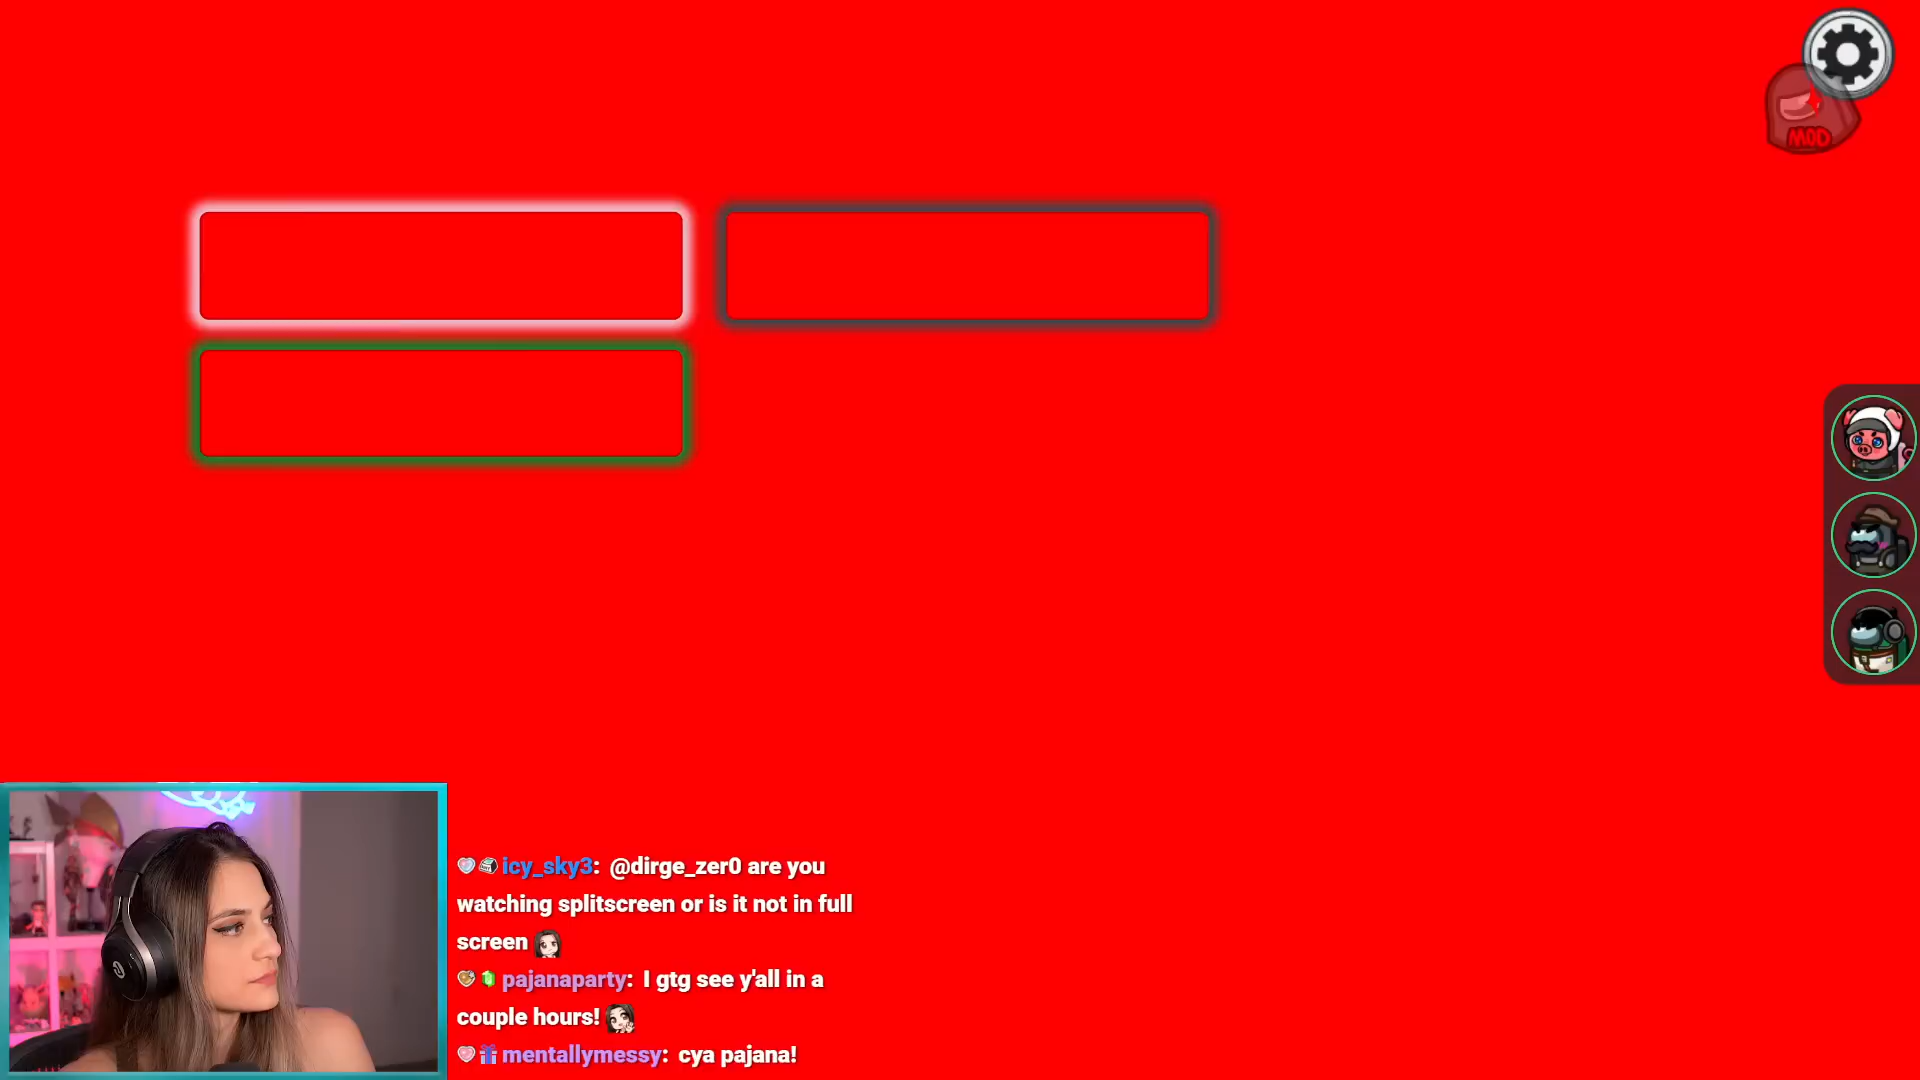 MOD
icy_sky3: @dirge_zer0 are you
watching splitscreen or is it not in full
screen
pajanaparty: I gtg see y'all in a
couple hours!
mentallymessy: cya pajana!